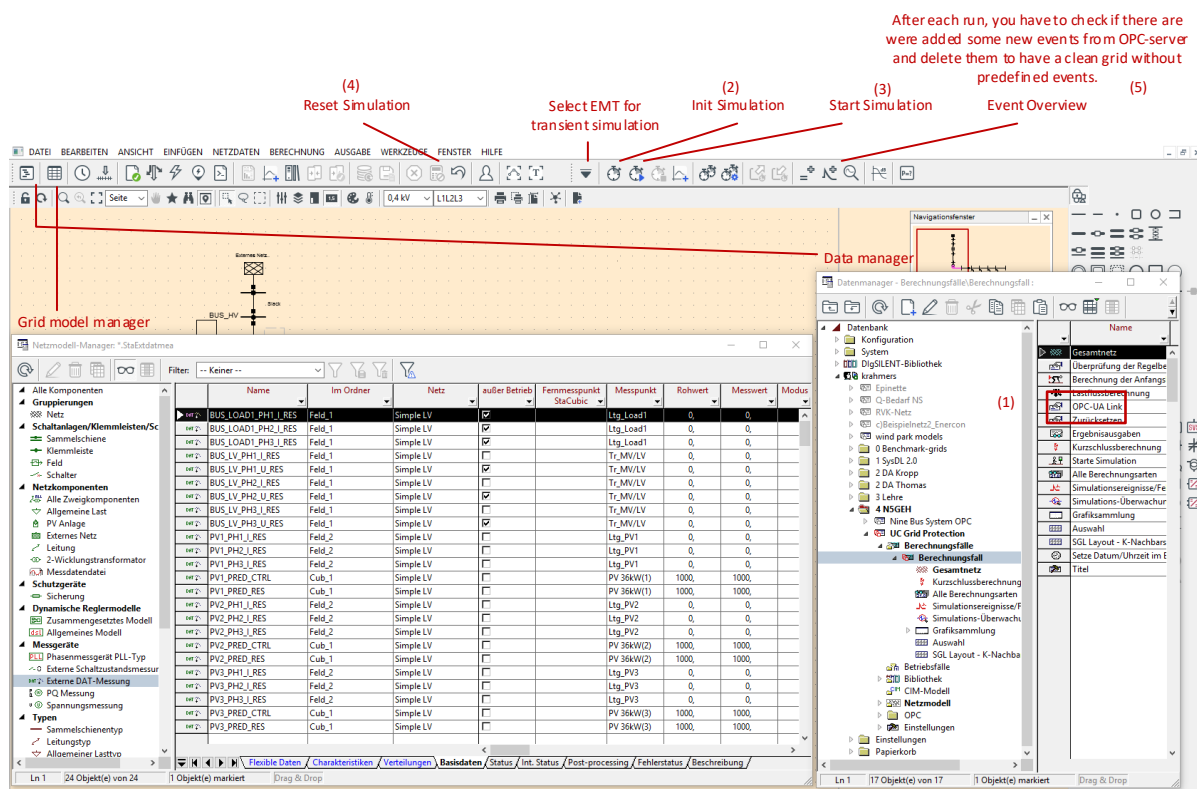 After each run, you have to check if there are
were added some new events from OPC-server
and delete them to have a clean grid without
predefined events.
(5)
(4)
Reset Simulation
Select EMT for
transient simulation
(2)
Init Simulation
(3)
Start Simulation
Event Overview
DATEI BEARBEITEN ANSICHT EINFÜGEN NETZDATEN BERECHNUNG AUSGABE WERKZEUGE FENSTER HILFE
Seite 0,4 kV L1L2L3
Navigationsfenster
Externes Netz..
Slack
BUS_HV
Data manager
Grid model manager
Netzmodell-Manager: *.StaExtdatmea
Filter: -- Keiner --
Alle Komponenten
Gruppierungen
Netz
Schaltanlagen/Klemmleisten/Sc
Sammelschiene
Klemmleiste
Feld
Schalter
Netzkomponenten
Alle Zweigkomponenten
Allgemeine Last
PV Anlage
Externes Netz
Leitung
2-Wicklungstransformator
Messdatendatei
Schutzgeräte
Sicherung
Dynamische Reglermodelle
Zusammengesetztes Modell
Allgemeines Modell
Messgeräte
Phasenmessgerät PLL-Typ
Externe Schaltzustandsmessur
Externe DAT-Messung
PQ Messung
Spannungsmessung
Typen
Sammelschienentyp
Leitungstyp
Allgemeiner Lasttyp
Name Im Ordner Netz außer Betrieb Fernmesspunkt Messpunkt Rohwert Messwert Modus
StaCubic
BUS_LOAD1_PH1_I_RES Feld_1 Simple LV Ltg_Load1 0, 0,
BUS_LOAD1_PH2_I_RES Feld_1 Simple LV Ltg_Load1 0, 0,
BUS_LOAD1_PH3_I_RES Feld_1 Simple LV Ltg_Load1 0, 0,
BUS_LV_PH1_I_RES Feld_1 Simple LV Tr_MV/LV 0, 0,
BUS_LV_PH1_U_RES Feld_1 Simple LV Tr_MV/LV 0, 0,
BUS_LV_PH2_I_RES Feld_1 Simple LV Tr_MV/LV 0, 0,
BUS_LV_PH2_U_RES Feld_1 Simple LV Tr_MV/LV 0, 0,
BUS_LV_PH3_I_RES Feld_1 Simple LV Tr_MV/LV 0, 0,
BUS_LV_PH3_U_RES Feld_1 Simple LV Tr_MV/LV 0, 0,
PV1_PH1_I_RES Feld_2 Simple LV Ltg_PV1 0, 0,
PV1_PH2_I_RES Feld_2 Simple LV Ltg_PV1 0, 0,
PV1_PH3_I_RES Feld_2 Simple LV Ltg_PV1 0, 0,
PV1_PRED_CTRL Cub_1 Simple LV PV 36kW(1) 1000, 1000,
PV1_PRED_RES Cub_1 Simple LV PV 36kW(1) 1000, 1000,
PV2_PH1_I_RES Feld_2 Simple LV Ltg_PV2 0, 0,
PV2_PH2_I_RES Feld_2 Simple LV Ltg_PV2 0, 0,
PV2_PH3_I_RES Feld_2 Simple LV Ltg_PV2 0, 0,
PV2_PRED_CTRL Cub_1 Simple LV PV 36kW(2) 1000, 1000,
PV2_PRED_RES Cub_1 Simple LV PV 36kW(2) 1000, 1000,
PV3_PH1_I_RES Feld_2 Simple LV Ltg_PV3 0, 0,
PV3_PH2_I_RES Feld_2 Simple LV Ltg_PV3 0, 0,
PV3_PH3_I_RES Feld_2 Simple LV Ltg_PV3 0, 0,
PV3_PRED_CTRL Cub_1 Simple LV PV 36kW(3) 1000, 1000,
PV3_PRED_RES Cub_1 Simple LV PV 36kW(3) 1000, 1000,
Flexible Daten Charakteristiken Verteilungen Basisdaten Status Int. Status Post-processing Fehlerstatus Beschreibung
Ln 1 24 Objekt(e) von 24 1 Objekt(e) markiert Drag & Drop
Datenmanager - Berechnungsfälle\Berechnungsfall :
Datenbank
Konfiguration
System
DIgSILENT-Bibliothek
krahmers
Epinette
Q-Bedarf NS
RVK-Netz
c)Beispielnetz2_Enercon
wind park models
0 Benchmark-grids
1 SysDL 2.0
2 DA Kropp
2 DA Thomas
3 Lehre
4 N5GEH
Nine Bus System OPC
UC Grid Protection
Berechnungsfälle
Berechnungsfall
Gesamtnetz
Kurzschlussberechnung
Alle Berechnungsarten
Simulationsereignisse/F
Simulations-Überwachu
Grafiksammlung
Auswahl
SGL Layout - K-Nachba
Betriebsfälle
Bibliothek
CIM-Modell
Netzmodell
OPC
Einstellungen
Einstellungen
Papierkorb
(1)
Name
Gesamtnetz
Überprüfung der Regelbe
Berechnung der Anfangs
Lastflussberechnung
OPC-UA Link
Zurücksetzen
Ergebnisausgaben
Kurzschlussberechnung
Starte Simulation
Alle Berechnungsarten
Simulationsereignisse/Fe
Simulations-Überwachur
Grafiksammlung
Auswahl
SGL Layout - K-Nachbars
Setze Datum/Uhrzeit im E
Titel
Ln 1 17 Objekt(e) von 17 1 Objekt(e) markiert Drag & Drop